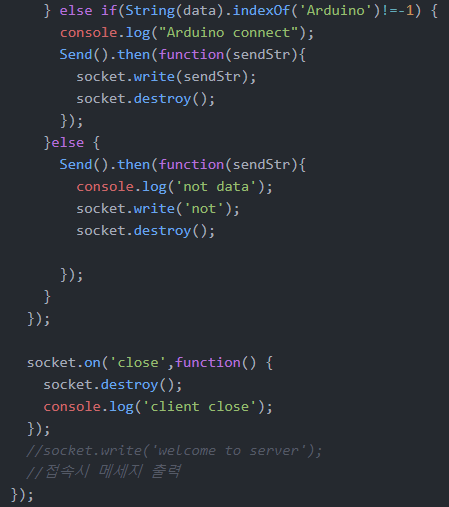 } else if(String(data).indexOf('Arduino')!==-1) {
console.log("Arduino connect");
Send().then(function(sendStr){
socket.write(sendStr);
socket.destroy();
});
}else {
Send().then(function(sendStr){
console.log('not data');
socket.write('not');
socket.destroy();
});
}
});
socket.on('close',function() {
socket.destroy();
console.log('client close');
});
//socket.write('welcome to server');
//접속시 메세지 출력
});